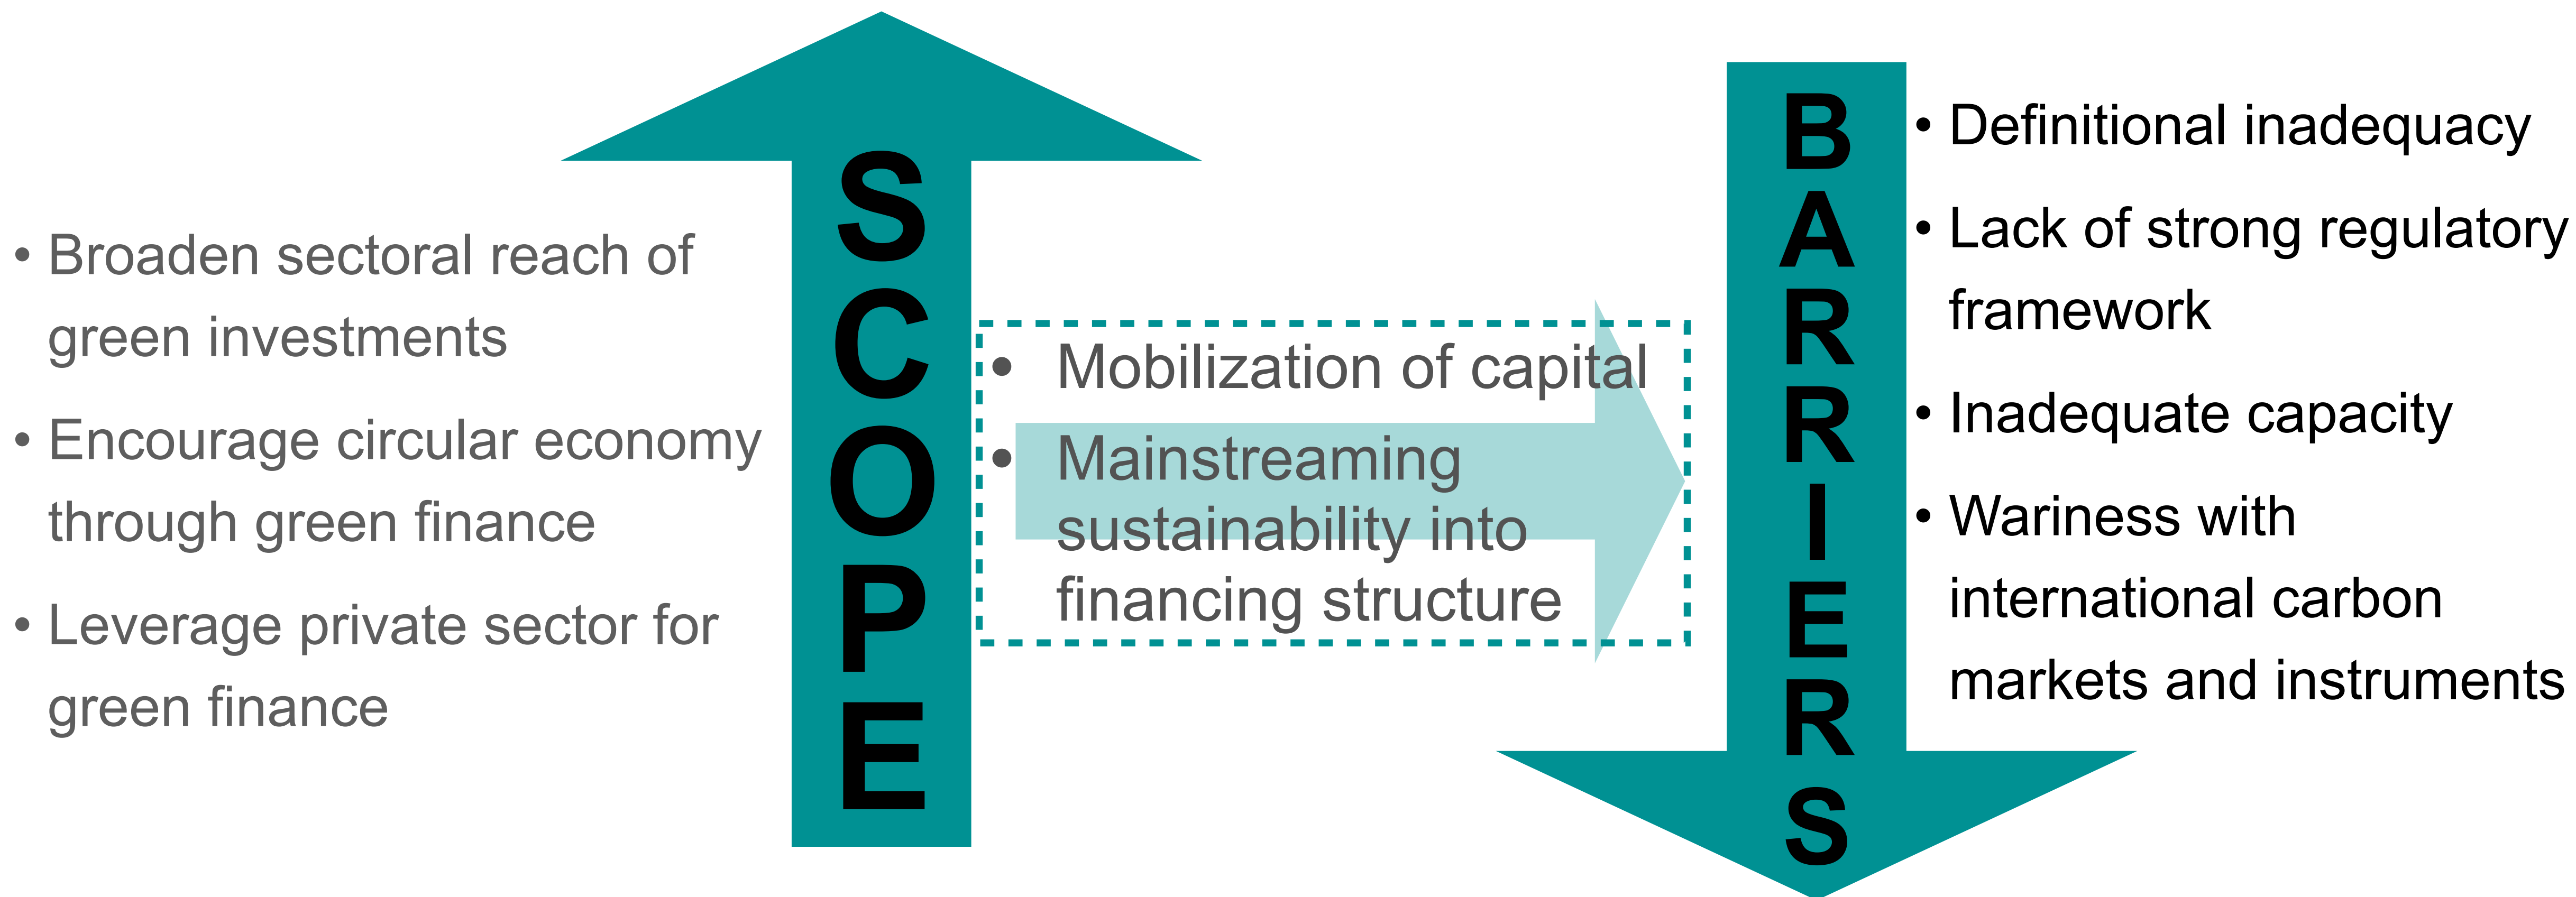 • Broaden sectoral reach of
green investments
• Encourage circular economy
through green finance
• Leverage private sector for
green finance
SCOPE
• Mobilization of capital
• Mainstreaming
sustainability into
financing structure
BARRIERS
• Definitional inadequacy
• Lack of strong regulatory
framework
• Inadequate capacity
• Wariness with
international carbon
markets and instruments